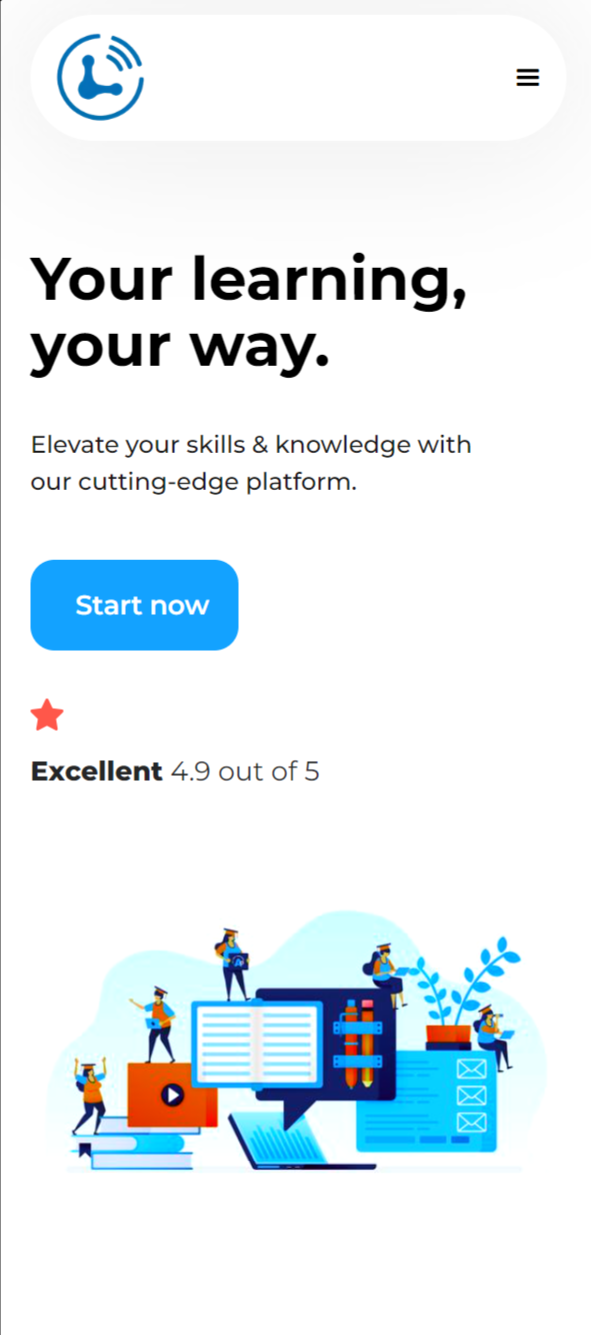 Your learning,
your way.
Elevate your skills & knowledge with
our cutting-edge platform.
Start now
Excellent 4.9 out of 5